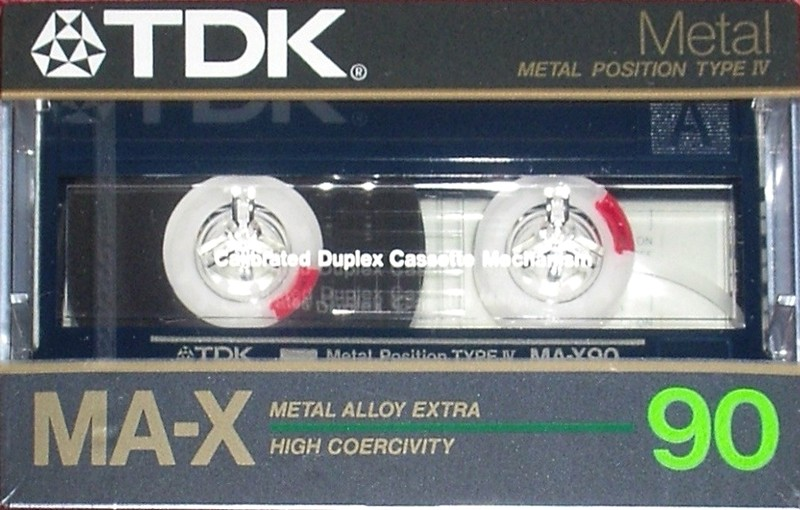 TDK®
Metal
METAL POSITION TYPE IV
TDK
A
Calibrated Duplex Cassette Mechanism
TDK Metal Position TYPE IV MA-X90
MA-X
METAL ALLOY EXTRA
HIGH COERCIVITY
90